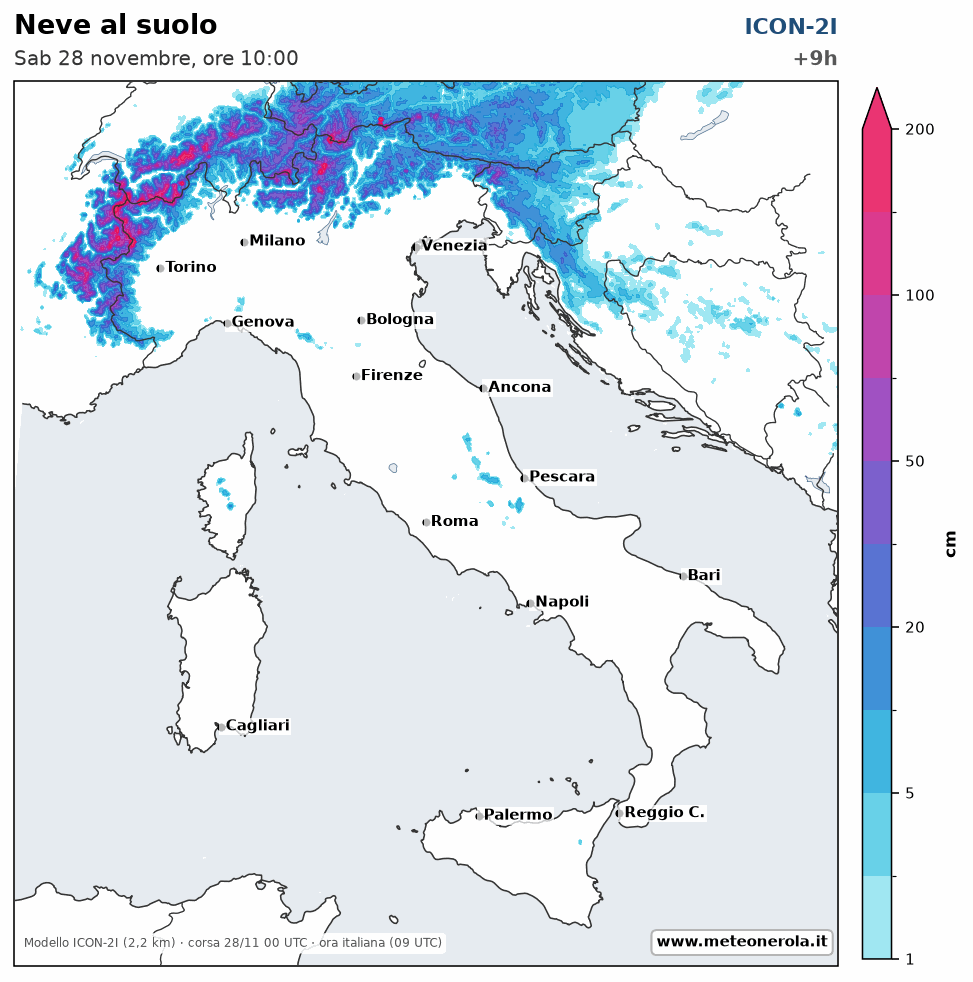 Neve al suolo
ICON-2I
Sab 28 novembre, ore 10:00
+9h
Milano
Venezia
Torino
Genova
Bologna
Firenze
Ancona
Pescara
Roma
Bari
Napoli
Cagliari
Palermo
Reggio C.
200
100
50
20
5
1
cm
Modello ICON-2I (2,2 km) · corsa 28/11 00 UTC · ora italiana (09 UTC)
www.meteonerola.it